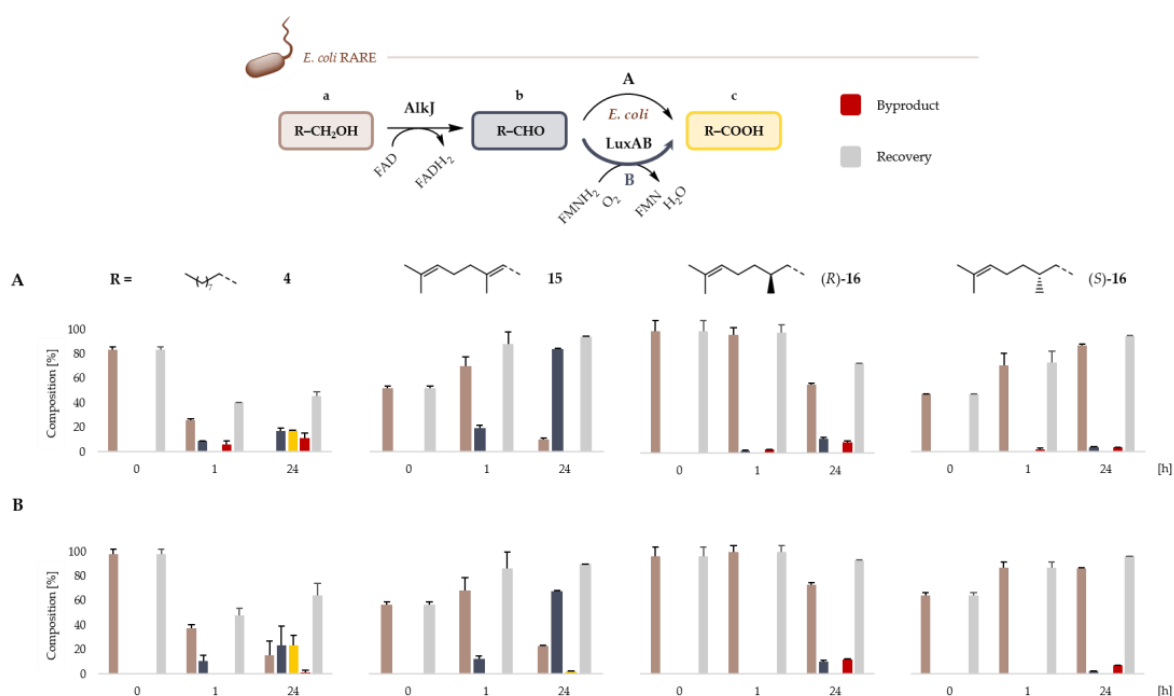 E. coli RARE
a AlkJ b A c
R–CH₂OH R–CHO E. coli R–COOH
LuxAB
FAD FADH₂ B
FMNH₂ O₂ FMN H₂O
Byproduct
Recovery
A R = 7 4 15 (R)-16 (S)-16
Composition [%]
100
80
60
40
20
0
0 1 24 0 1 24 0 1 24 0 1 24 [h]
B
Composition [%]
100
80
60
40
20
0
0 1 24 0 1 24 0 1 24 0 1 24 [h]